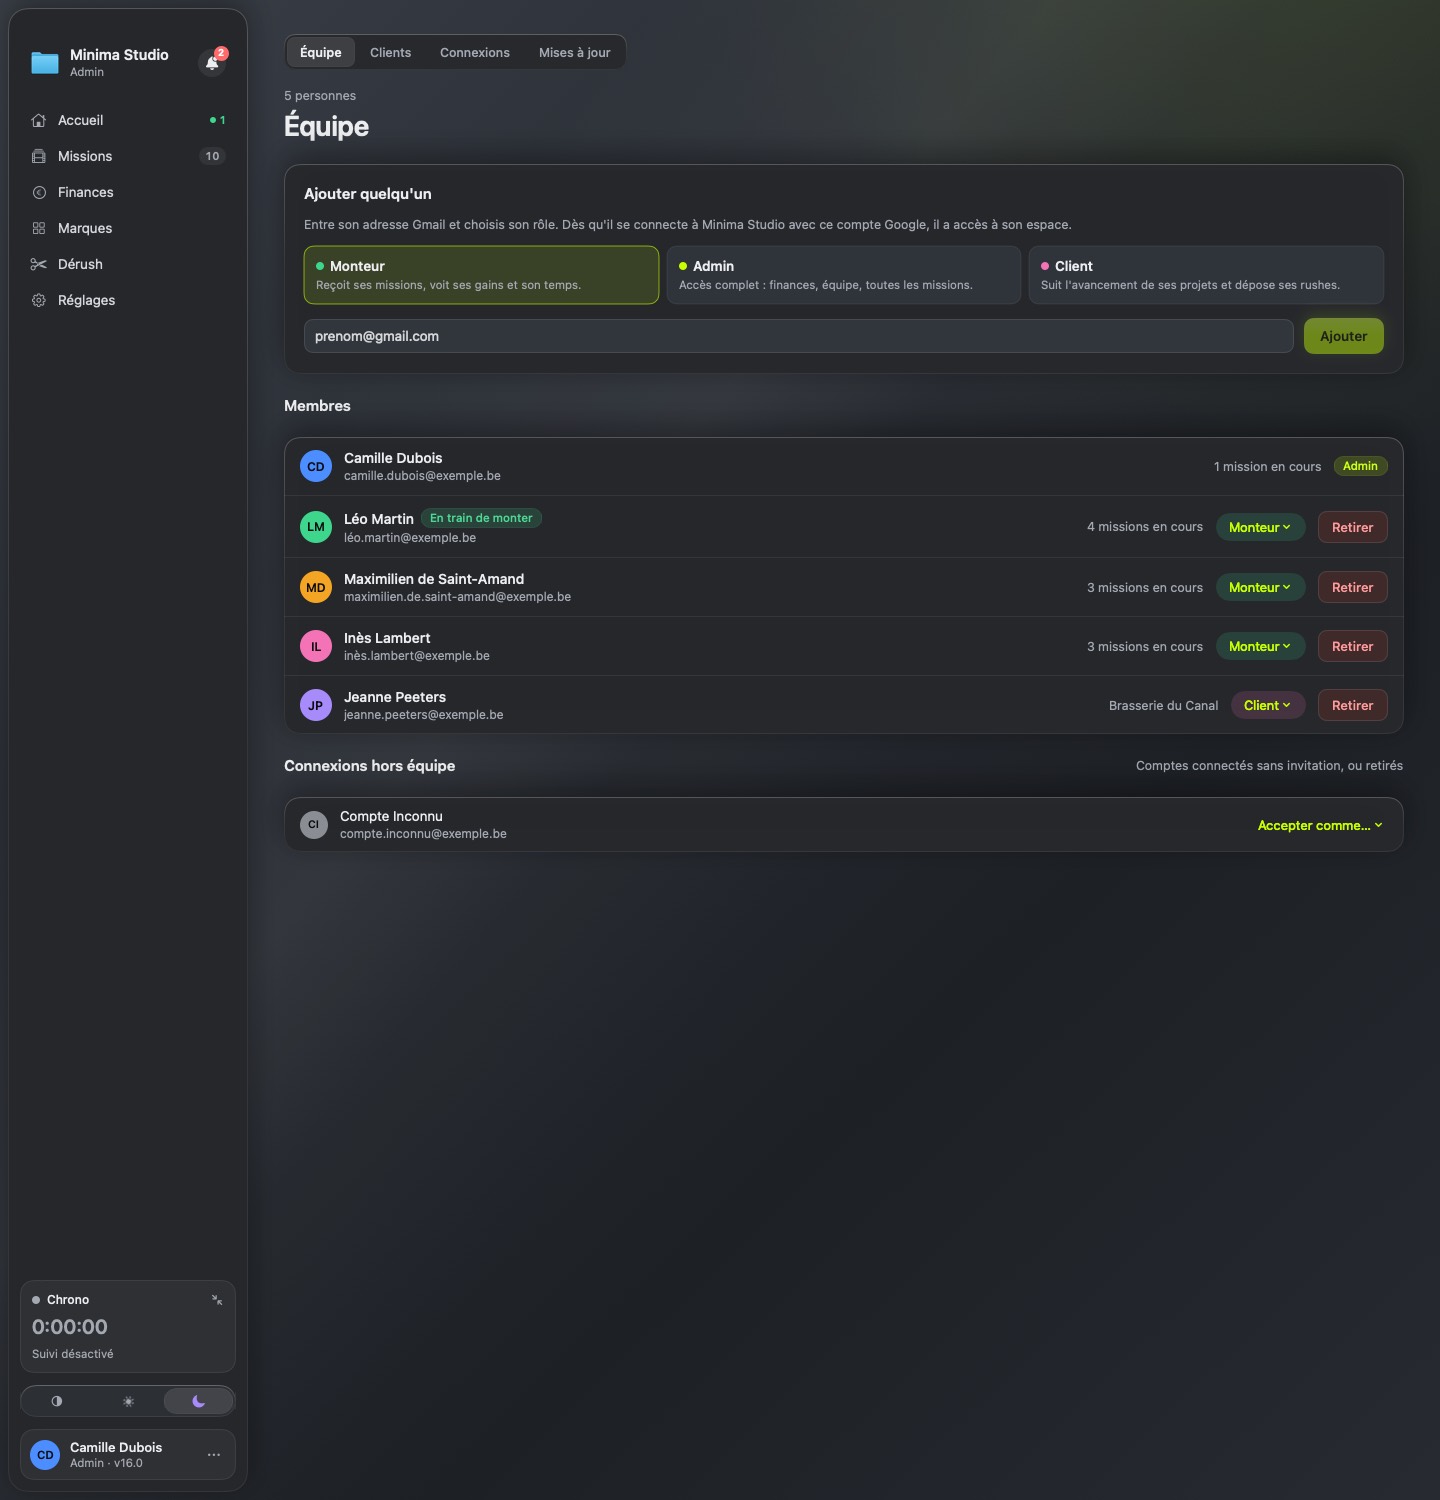 Minima Studio
2
Admin
Accueil
1
Missions
10
Finances
Marques
Dérush
Réglages
Chrono
0:00:00
Suivi désactivé
CD
Camille Dubois
Admin · v16.0
Équipe
Clients
Connexions
Mises à jour
5 personnes
Équipe
Ajouter quelqu'un
Entre son adresse Gmail et choisis son rôle. Dès qu'il se connecte à Minima Studio avec ce compte Google, il a accès à son espace.
Monteur
Reçoit ses missions, voit ses gains et son temps.
Admin
Accès complet : finances, équipe, toutes les missions.
Client
Suit l'avancement de ses projets et dépose ses rushes.
prenom@gmail.com
Ajouter
Membres
CD
Camille Dubois
camille.dubois@exemple.be
1 mission en cours
Admin
LM
Léo Martin
En train de monter
léo.martin@exemple.be
4 missions en cours
Monteur
Retirer
MD
Maximilien de Saint-Amand
maximilien.de.saint-amand@exemple.be
3 missions en cours
Monteur
Retirer
IL
Inès Lambert
inès.lambert@exemple.be
3 missions en cours
Monteur
Retirer
JP
Jeanne Peeters
jeanne.peeters@exemple.be
Brasserie du Canal
Client
Retirer
Connexions hors équipe
Comptes connectés sans invitation, ou retirés
CI
Compte Inconnu
compte.inconnu@exemple.be
Accepter comme...